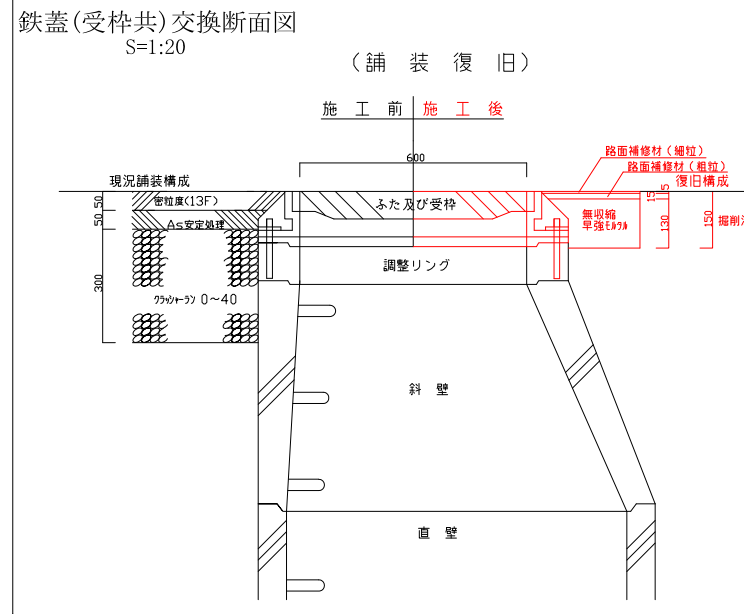 鉄蓋(受枠共)交換断面図
S=1:20
(舗装復旧)
施工前 施工後
600
路面補修材(細粒)
路面補修材(粗粒)
現況舗装構成
復旧構成
50
密粒度(13F)
ふた及び受枠
15
5
50
As安定処理
無収縮
早強モルタル
130
150
300
調整リング
クラッシャーラン 0~40
斜壁
直壁